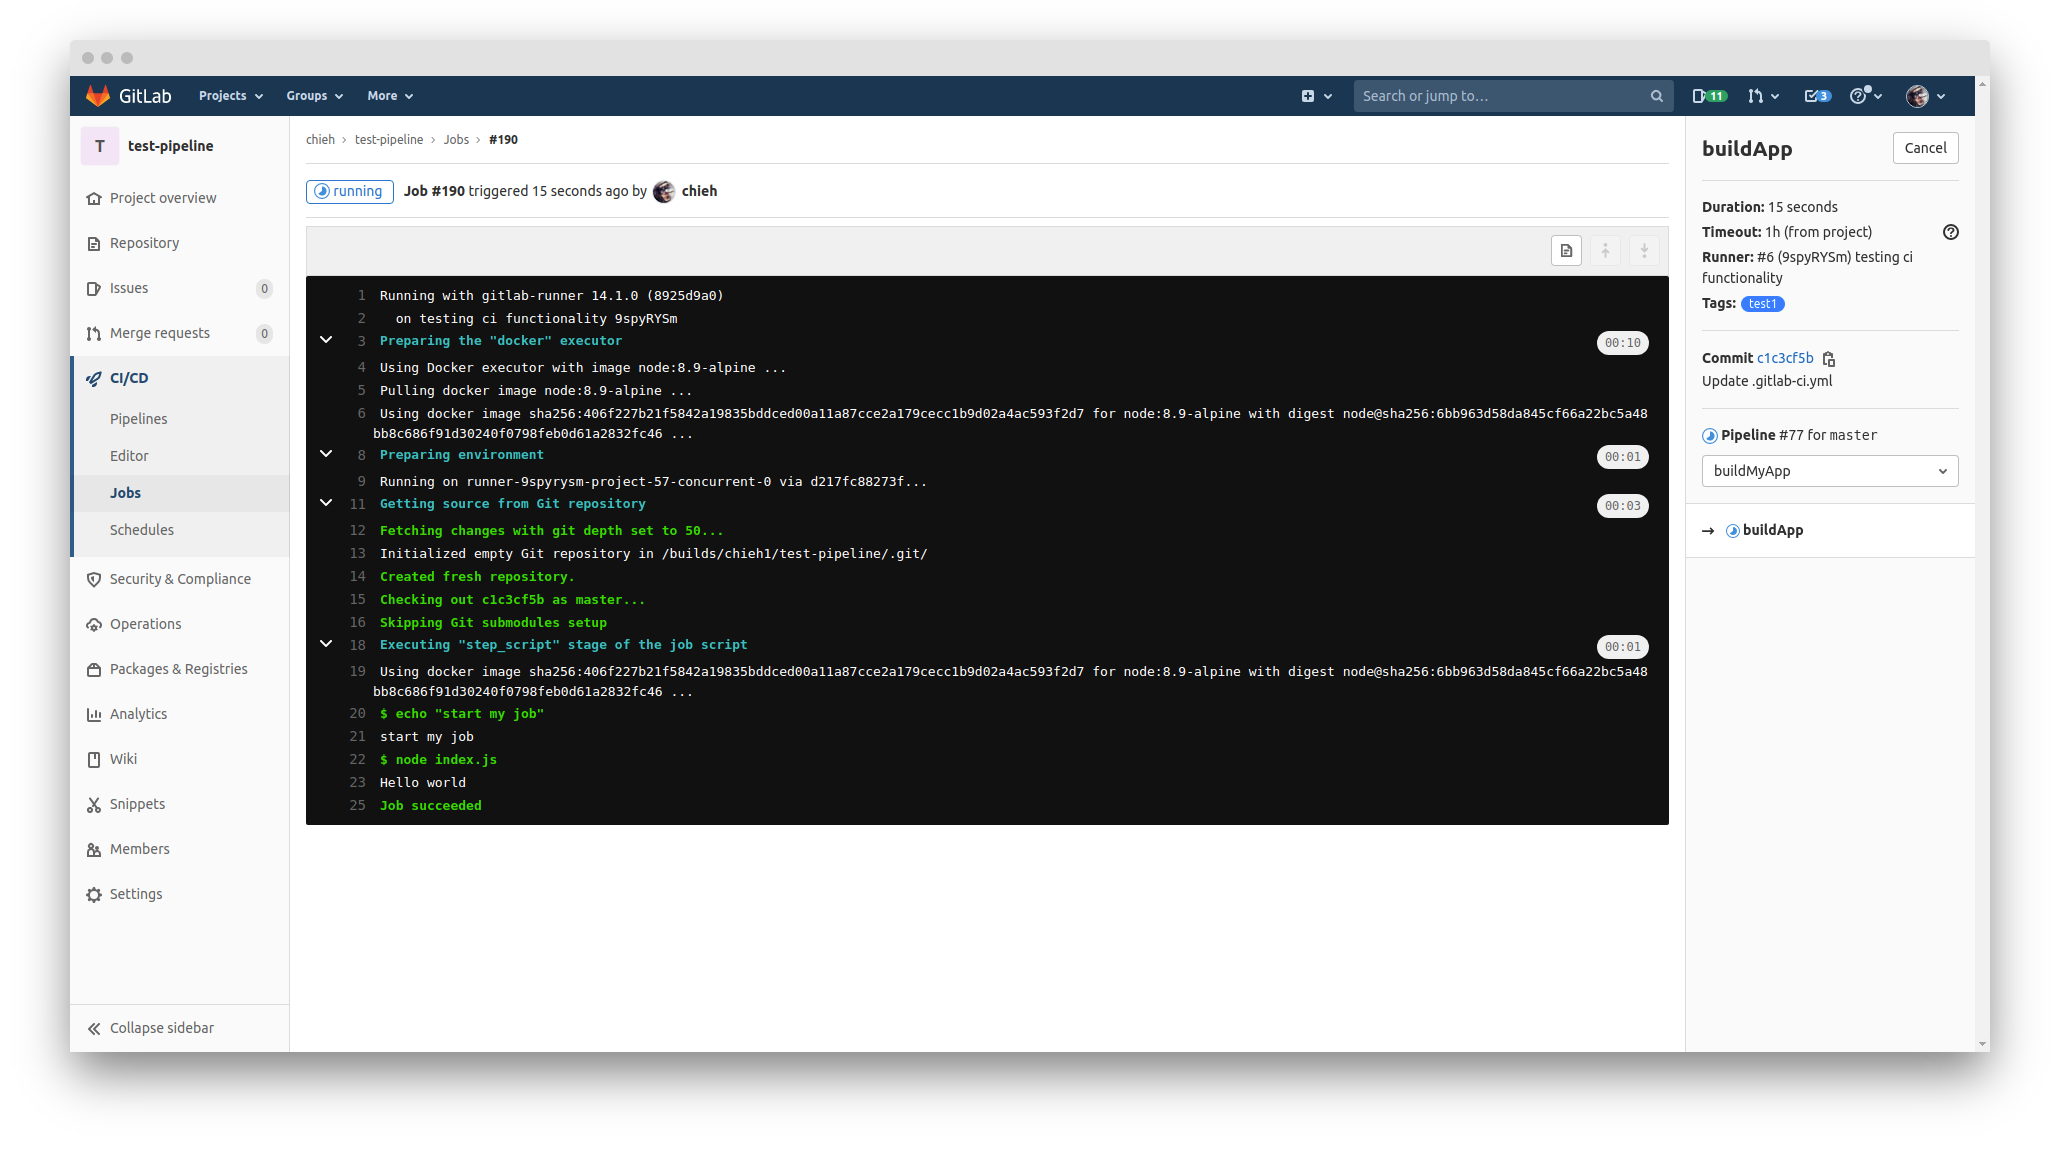 GitLab Projects Groups More Search or jump to... 11 3
T test-pipeline
Project overview
Repository
Issues 0
Merge requests 0
CI/CD
Pipelines
Editor
Jobs
Schedules
Security & Compliance
Operations
Packages & Registries
Analytics
Wiki
Snippets
Members
Settings
Collapse sidebar
chieh › test-pipeline › Jobs › #190
running Job #190 triggered 15 seconds ago by chieh
1 Running with gitlab-runner 14.1.0 (8925d9a0)
2 on testing ci functionality 9spyRYSm
3 Preparing the "docker" executor 00:10
4 Using Docker executor with image node:8.9-alpine ...
5 Pulling docker image node:8.9-alpine ...
6 Using docker image sha256:406f227b21f5842a19835bddced00a11a87cce2a179cecc1b9d02a4ac593f2d7 for node:8.9-alpine with digest node@sha256:6bb963d58da845cf66a22bc5a48
bb8c686f91d30240f0798feb0d61a2832fc46 ...
8 Preparing environment 00:01
9 Running on runner-9spyrysm-project-57-concurrent-0 via d217fc88273f...
11 Getting source from Git repository 00:03
12 Fetching changes with git depth set to 50...
13 Initialized empty Git repository in /builds/chieh1/test-pipeline/.git/
14 Created fresh repository.
15 Checking out c1c3cf5b as master...
16 Skipping Git submodules setup
18 Executing "step_script" stage of the job script 00:01
19 Using docker image sha256:406f227b21f5842a19835bddced00a11a87cce2a179cecc1b9d02a4ac593f2d7 for node:8.9-alpine with digest node@sha256:6bb963d58da845cf66a22bc5a48
bb8c686f91d30240f0798feb0d61a2832fc46 ...
20 $ echo "start my job"
21 start my job
22 $ node index.js
23 Hello world
25 Job succeeded
buildApp Cancel
Duration: 15 seconds
Timeout: 1h (from project)
Runner: #6 (9spyRYSm) testing ci
functionality
Tags: test1
Commit c1c3cf5b
Update .gitlab-ci.yml
Pipeline #77 for master
buildMyApp
→ buildApp